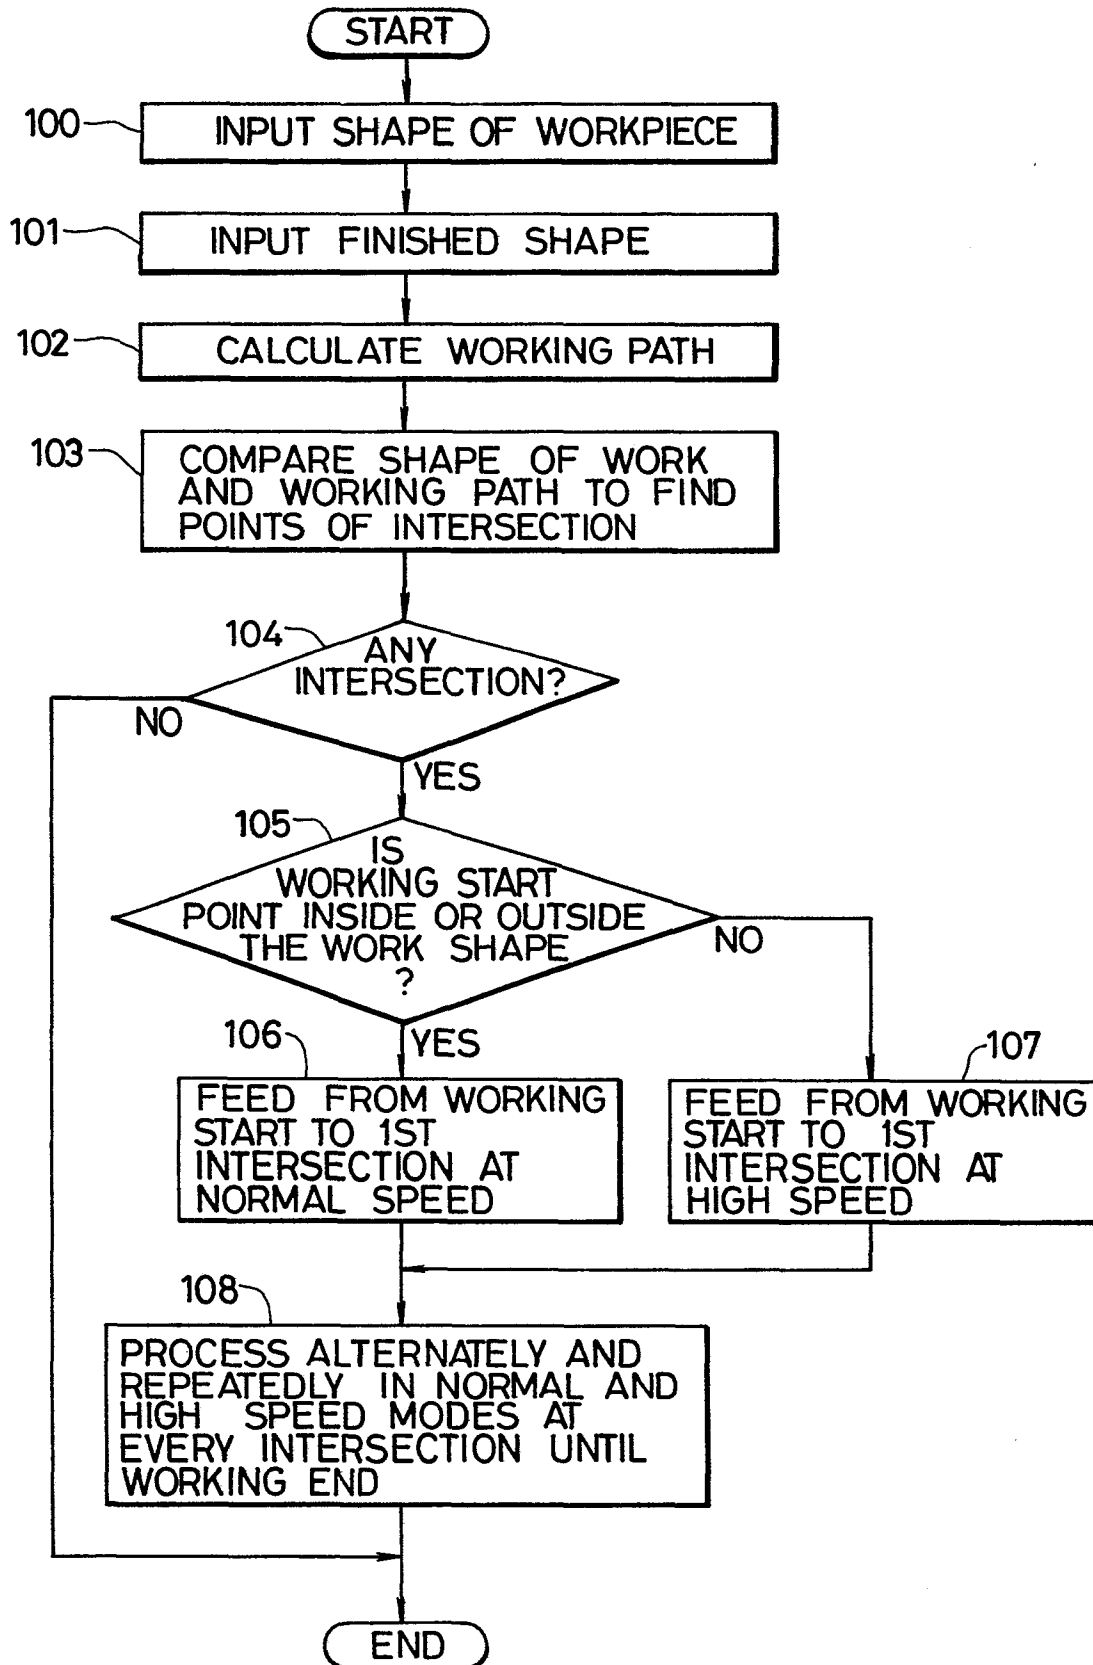 START
100
INPUT SHAPE OF WORKPIECE
101
INPUT FINISHED SHAPE
102
CALCULATE WORKING PATH
103
COMPARE SHAPE OF WORK
AND WORKING PATH TO FIND
POINTS OF INTERSECTION
104
ANY
INTERSECTION?
NO
YES
105
IS
WORKING START
POINT INSIDE OR OUTSIDE
THE WORK SHAPE
?
NO
YES
106
FEED FROM WORKING
START TO 1ST
INTERSECTION AT
NORMAL SPEED
107
FEED FROM WORKING
START TO 1ST
INTERSECTION AT
HIGH SPEED
108
PROCESS ALTERNATELY AND
REPEATEDLY IN NORMAL AND
HIGH SPEED MODES AT
EVERY INTERSECTION UNTIL
WORKING END
END